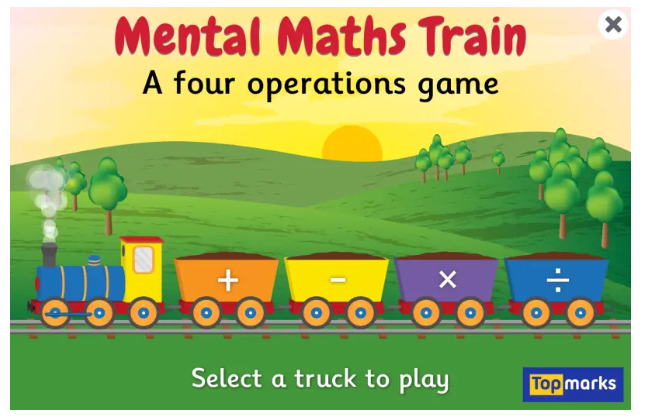 Mental Maths Train
A four operations game
+ - × ÷
Select a truck to play
Topmarks